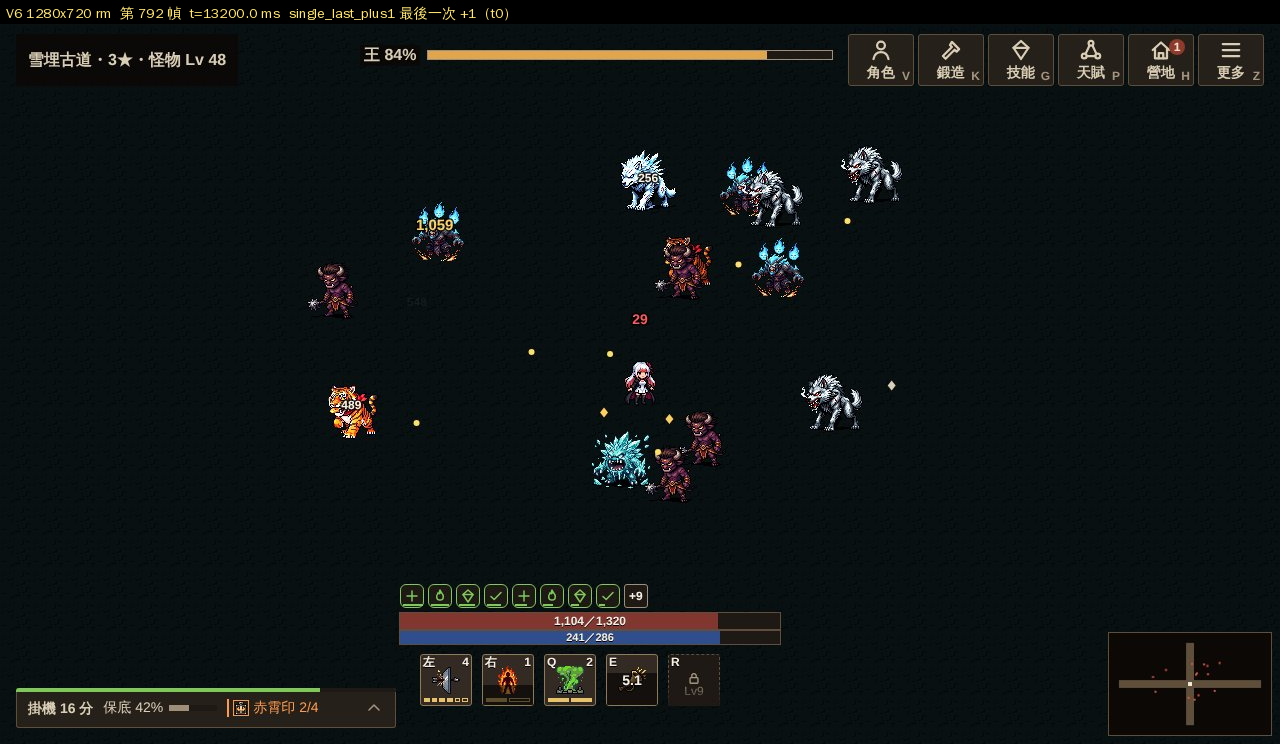 V6 1280x720 rm 第 792 幀 t=13200.0 ms single_last_plus1 最後一次 +1（t0）
雪埋古道・3★・怪物 Lv 48
王 84%
角色 V
鍛造 K
技能 G
天賦 P
營地 H 1
更多 Z
256
1,059
548
29
489
+9
1,104／1,320
241／286
左 4
右 1
Q 2
E 5.1
R Lv9
掛機 16 分 保底 42% 赤霄印 2/4